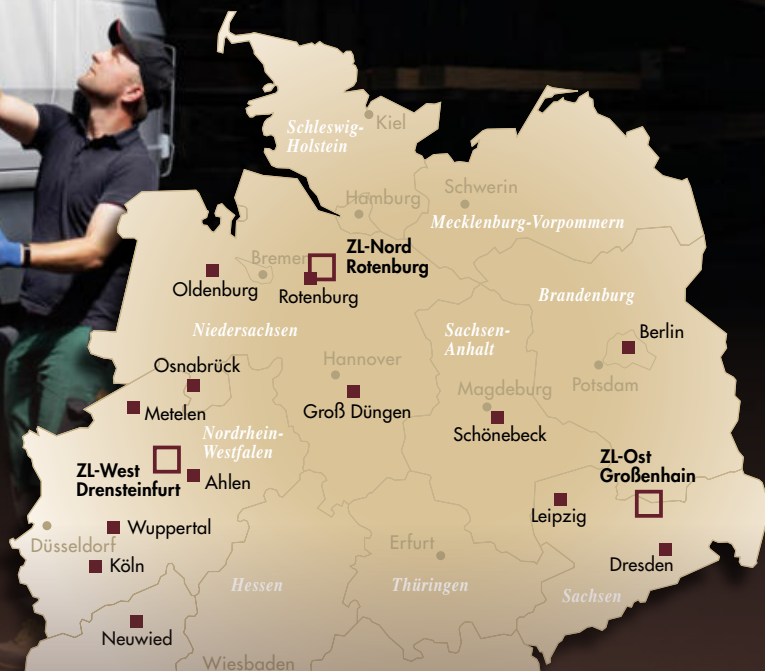 Kiel
Schleswig-
Holstein
Schwerin
Hamburg
Mecklenburg-Vorpommern
ZL-Nord
Rotenburg
Bremen
Oldenburg
Rotenburg
Brandenburg
Niedersachsen
Sachsen-
Anhalt
Berlin
Hannover
Osnabrück
Potsdam
Magdeburg
Metelen
Groß Düngen
Schönebeck
Nordrhein-
Westfalen
ZL-West
Drensteinfurt
Ahlen
ZL-Ost
Großenhain
Leipzig
Wuppertal
Düsseldorf
Erfurt
Köln
Dresden
Hessen
Thüringen
Sachsen
Neuwied
Wiesbaden